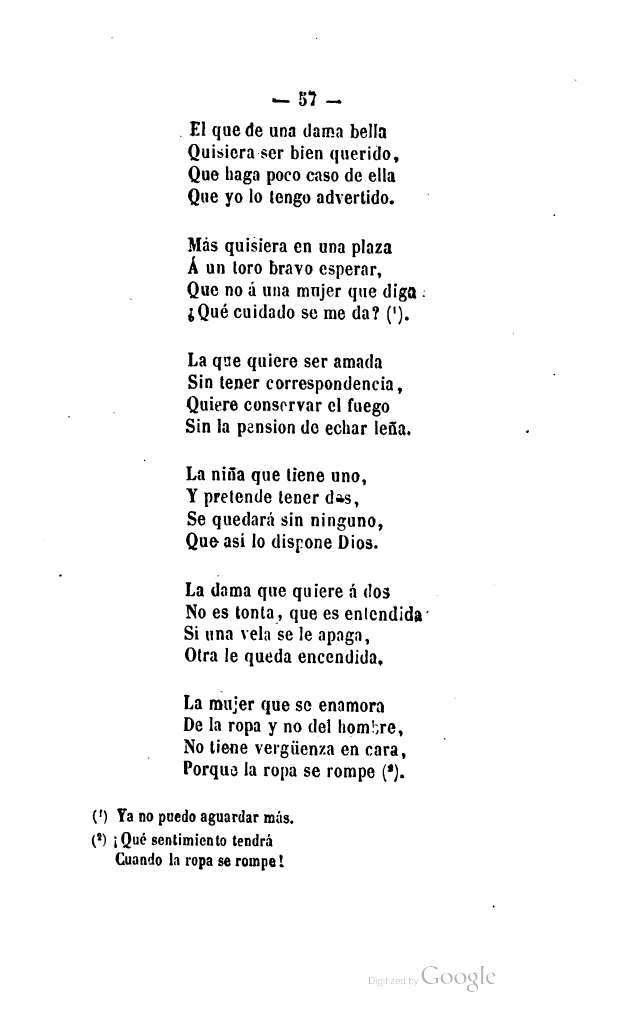 — 57 —
El que de una dama bella
Quisiera ser bien querido,
Que haga poco caso de ella
Que yo lo tengo advertido.
Más quisiera en una plaza
Á un toro bravo esperar,
Que no á una mujer que diga
¿Qué cuidado se me da? (¹).
La que quiere ser amada
Sin tener correspondencia,
Quiere conservar el fuego
Sin la pension de echar leña.
La niña que tiene uno,
Y pretende tener dos,
Se quedará sin ninguno,
Que así lo dispone Dios.
La dama que quiere á dos
No es tonta, que es entendida
Si una vela se le apaga,
Otra le queda encendida.
La mujer que se enamora
De la ropa y no del hombre,
No tiene vergüenza en cara,
Porque la ropa se rompe (²).
(¹) Ya no puedo aguardar más.
(²) ¡Qué sentimiento tendrá
Cuando la ropa se rompe!
Digitized by Google